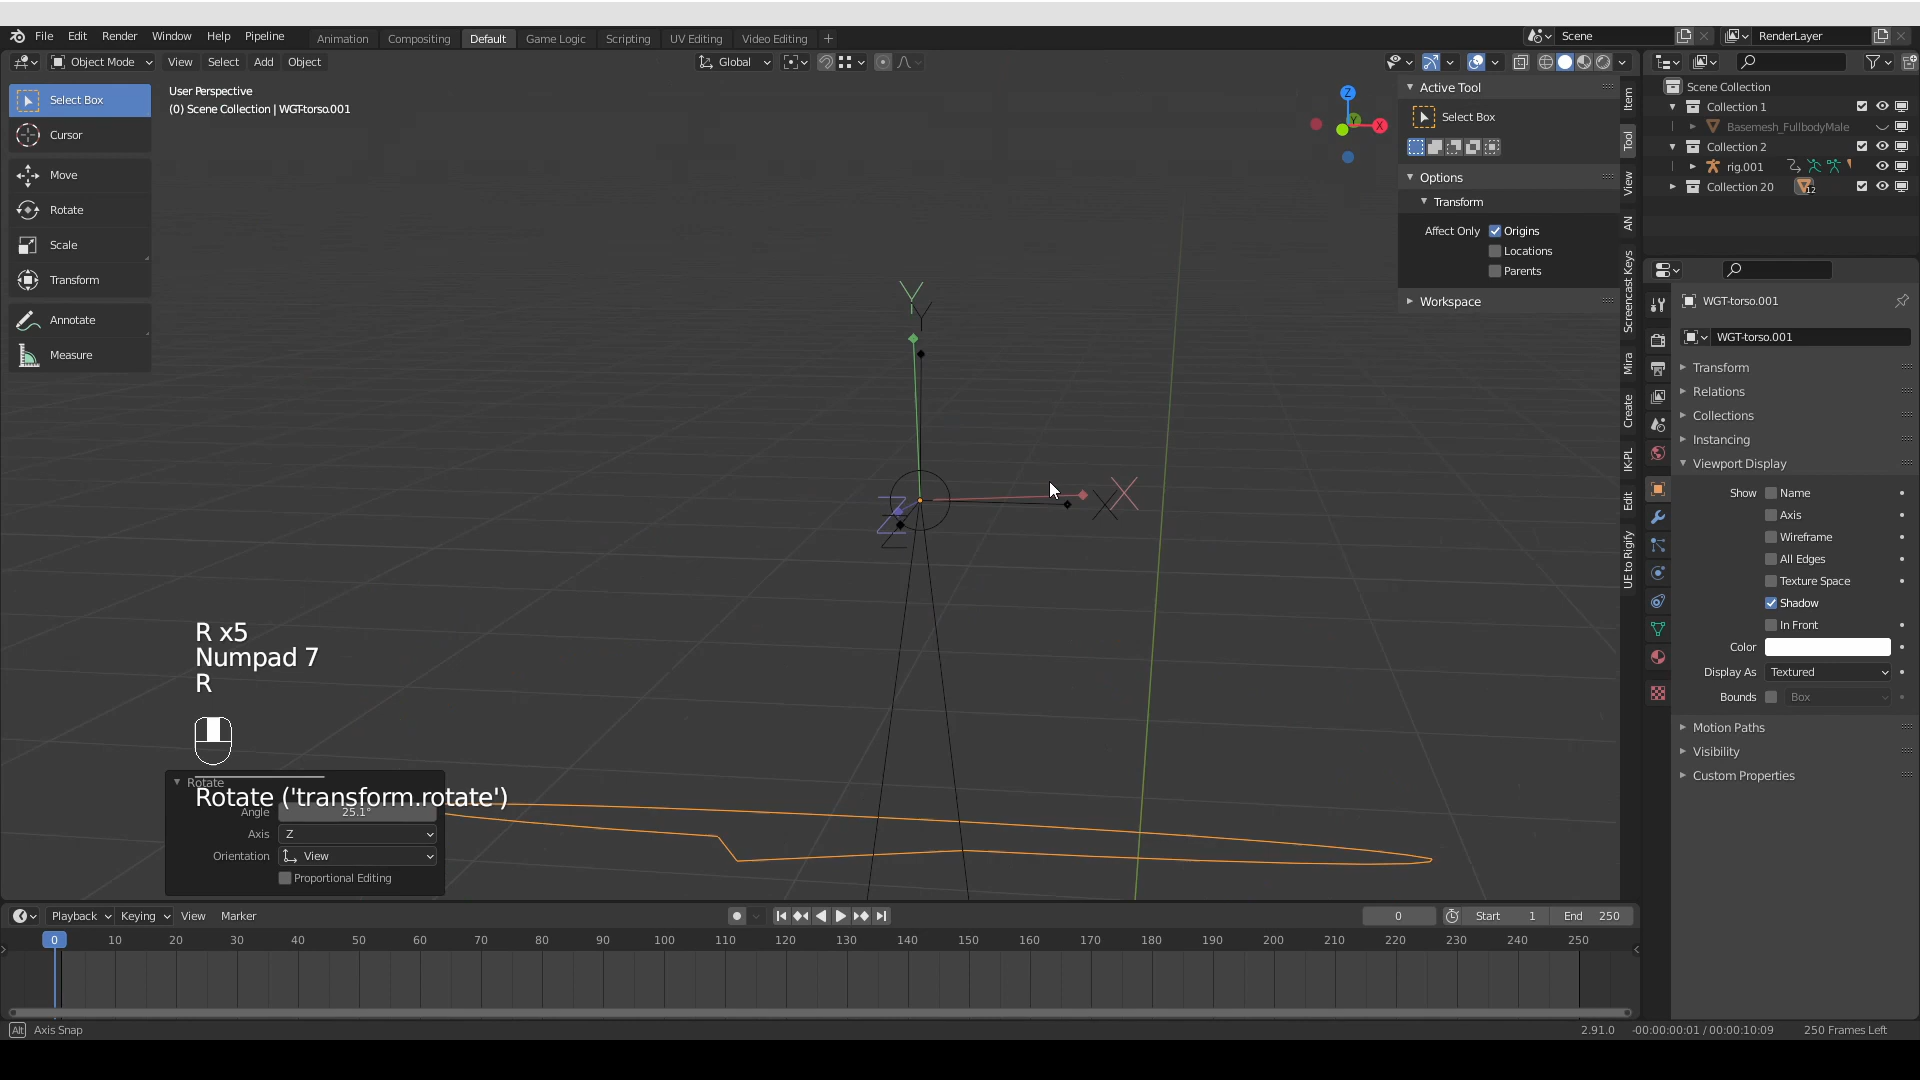 File Edit Render Window Help Pipeline
Animation Compositing Default Game Logic Scripting UV Editing Video Editing +
Scene
RenderLayer
Object Mode View Select Add Object
Global
User Perspective
(0) Scene Collection | WGT-torso.001
Select Box
Cursor
Move
Rotate
Scale
Transform
Annotate
Measure
Z
Y
X
Active Tool
Select Box
Options
Transform
Affect Only Origins
Locations
Parents
Workspace
Item
Tool
View
AN
Screencast Keys
Mira
Create
IK-PL
Edit
UE to Rigify
Scene Collection
Collection 1
Basemesh_FullbodyMale
Collection 2
rig.001
Collection 20
12
WGT-torso.001
WGT-torso.001
Transform
Relations
Collections
Instancing
Viewport Display
Show Name
Axis
Wireframe
All Edges
Texture Space
Shadow
In Front
Color
Display As Textured
Bounds Box
Motion Paths
Visibility
Custom Properties
Y
Y
X
X
Z
Z
R x5
Numpad 7
R
Rotate
Rotate ('transform.rotate')
Angle 25.1°
Axis Z
Orientation View
Proportional Editing
Playback Keying View Marker
0 Start 1 End 250
0 10 20 30 40 50 60 70 80 90 100 110 120 130 140 150 160 170 180 190 200 210 220 230 240 250
Alt Axis Snap
2.91.0 -00:00:00:01 / 00:00:10:09 250 Frames Left